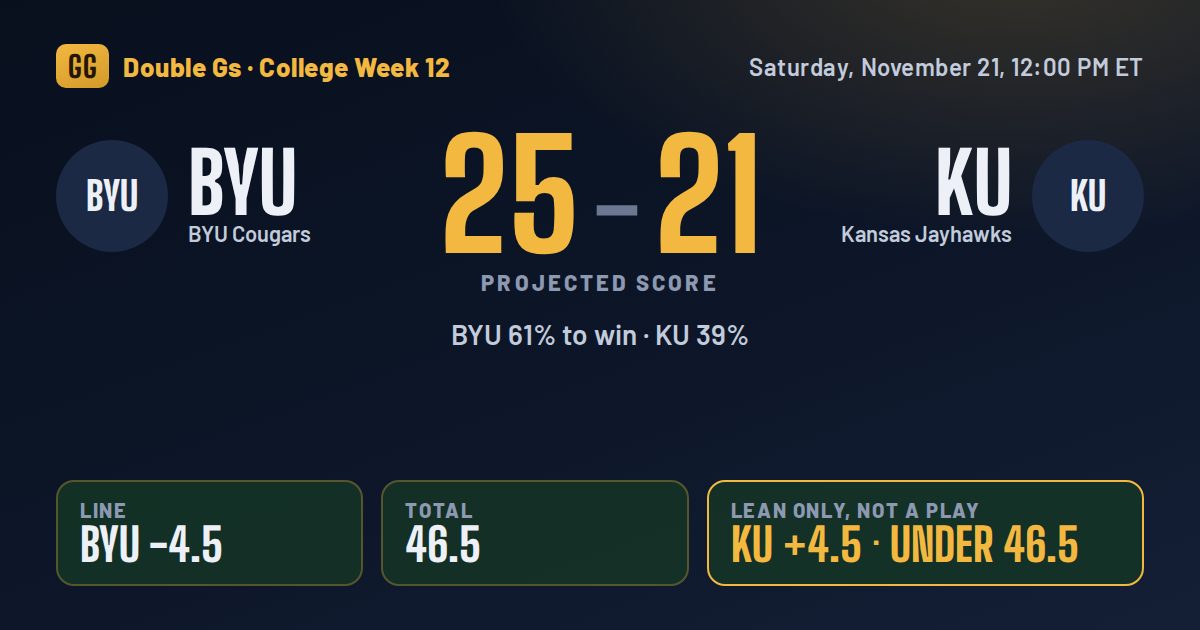 GG Double Gs · College Week 12
Saturday, November 21, 12:00 PM ET
BYU
BYU
BYU Cougars
25 – 21
PROJECTED SCORE
BYU 61% to win · KU 39%
KU
Kansas Jayhawks
KU
LINE
BYU −4.5
TOTAL
46.5
LEAN ONLY, NOT A PLAY
KU +4.5 · UNDER 46.5